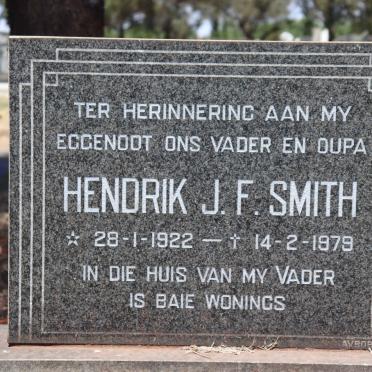 TER HERINNERING AAN MY
EGGENOOT ONS VADER EN OUPA
HENDRIK J. F. SMITH
☆ 28-1-1922 — † 14-2-1979
IN DIE HUIS VAN MY VADER
IS BAIE WONINGS